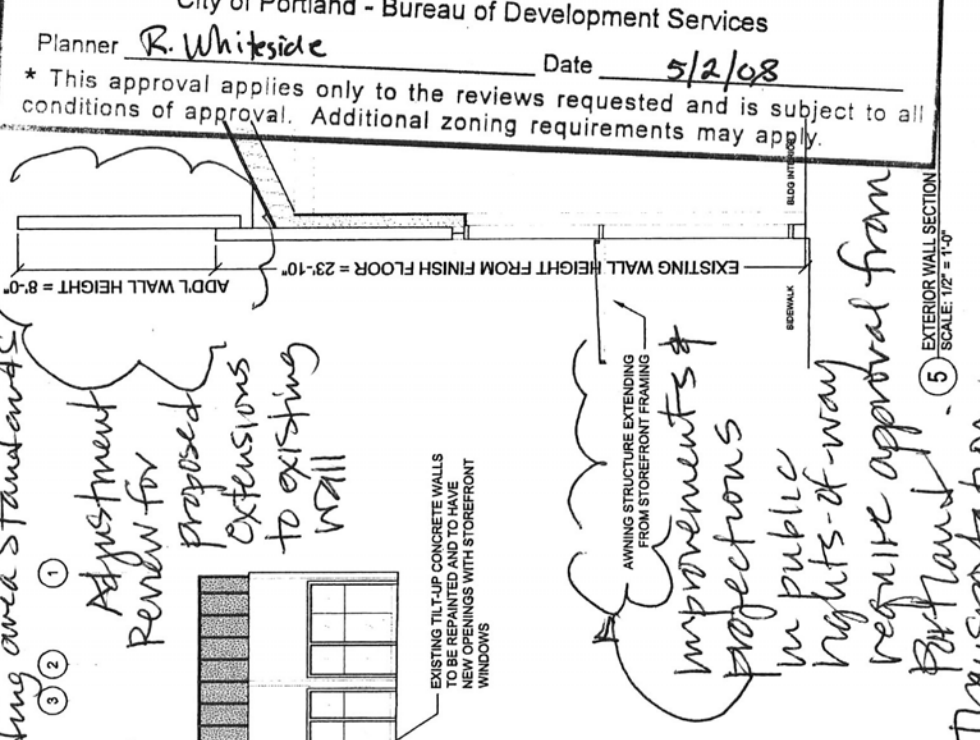 City of Portland - Bureau of Development Services
Planner R. Whiteside Date 5/2/08
* This approval applies only to the reviews requested and is subject to all
conditions of approval. Additional zoning requirements may apply.
ADD'L WALL HEIGHT = 8'-0"
EXISTING WALL HEIGHT FROM FINISH FLOOR = 23'-10"
BLDG INTERIOR
SIDEWALK
5
EXTERIOR WALL SECTION
SCALE: 1/2" = 1'-0"
area standards
Adjustment
Review for
proposed
extensions
to existing
wall
1
2
3
EXISTING TILT-UP CONCRETE WALLS
TO BE REPAINTED AND TO HAVE
NEW OPENINGS WITH STOREFRONT
WINDOWS
AWNING STRUCTURE EXTENDING
FROM STOREFRONT FRAMING
improvements &
projections
in public
rights-of-way
require approval from
Portland
Transportation.